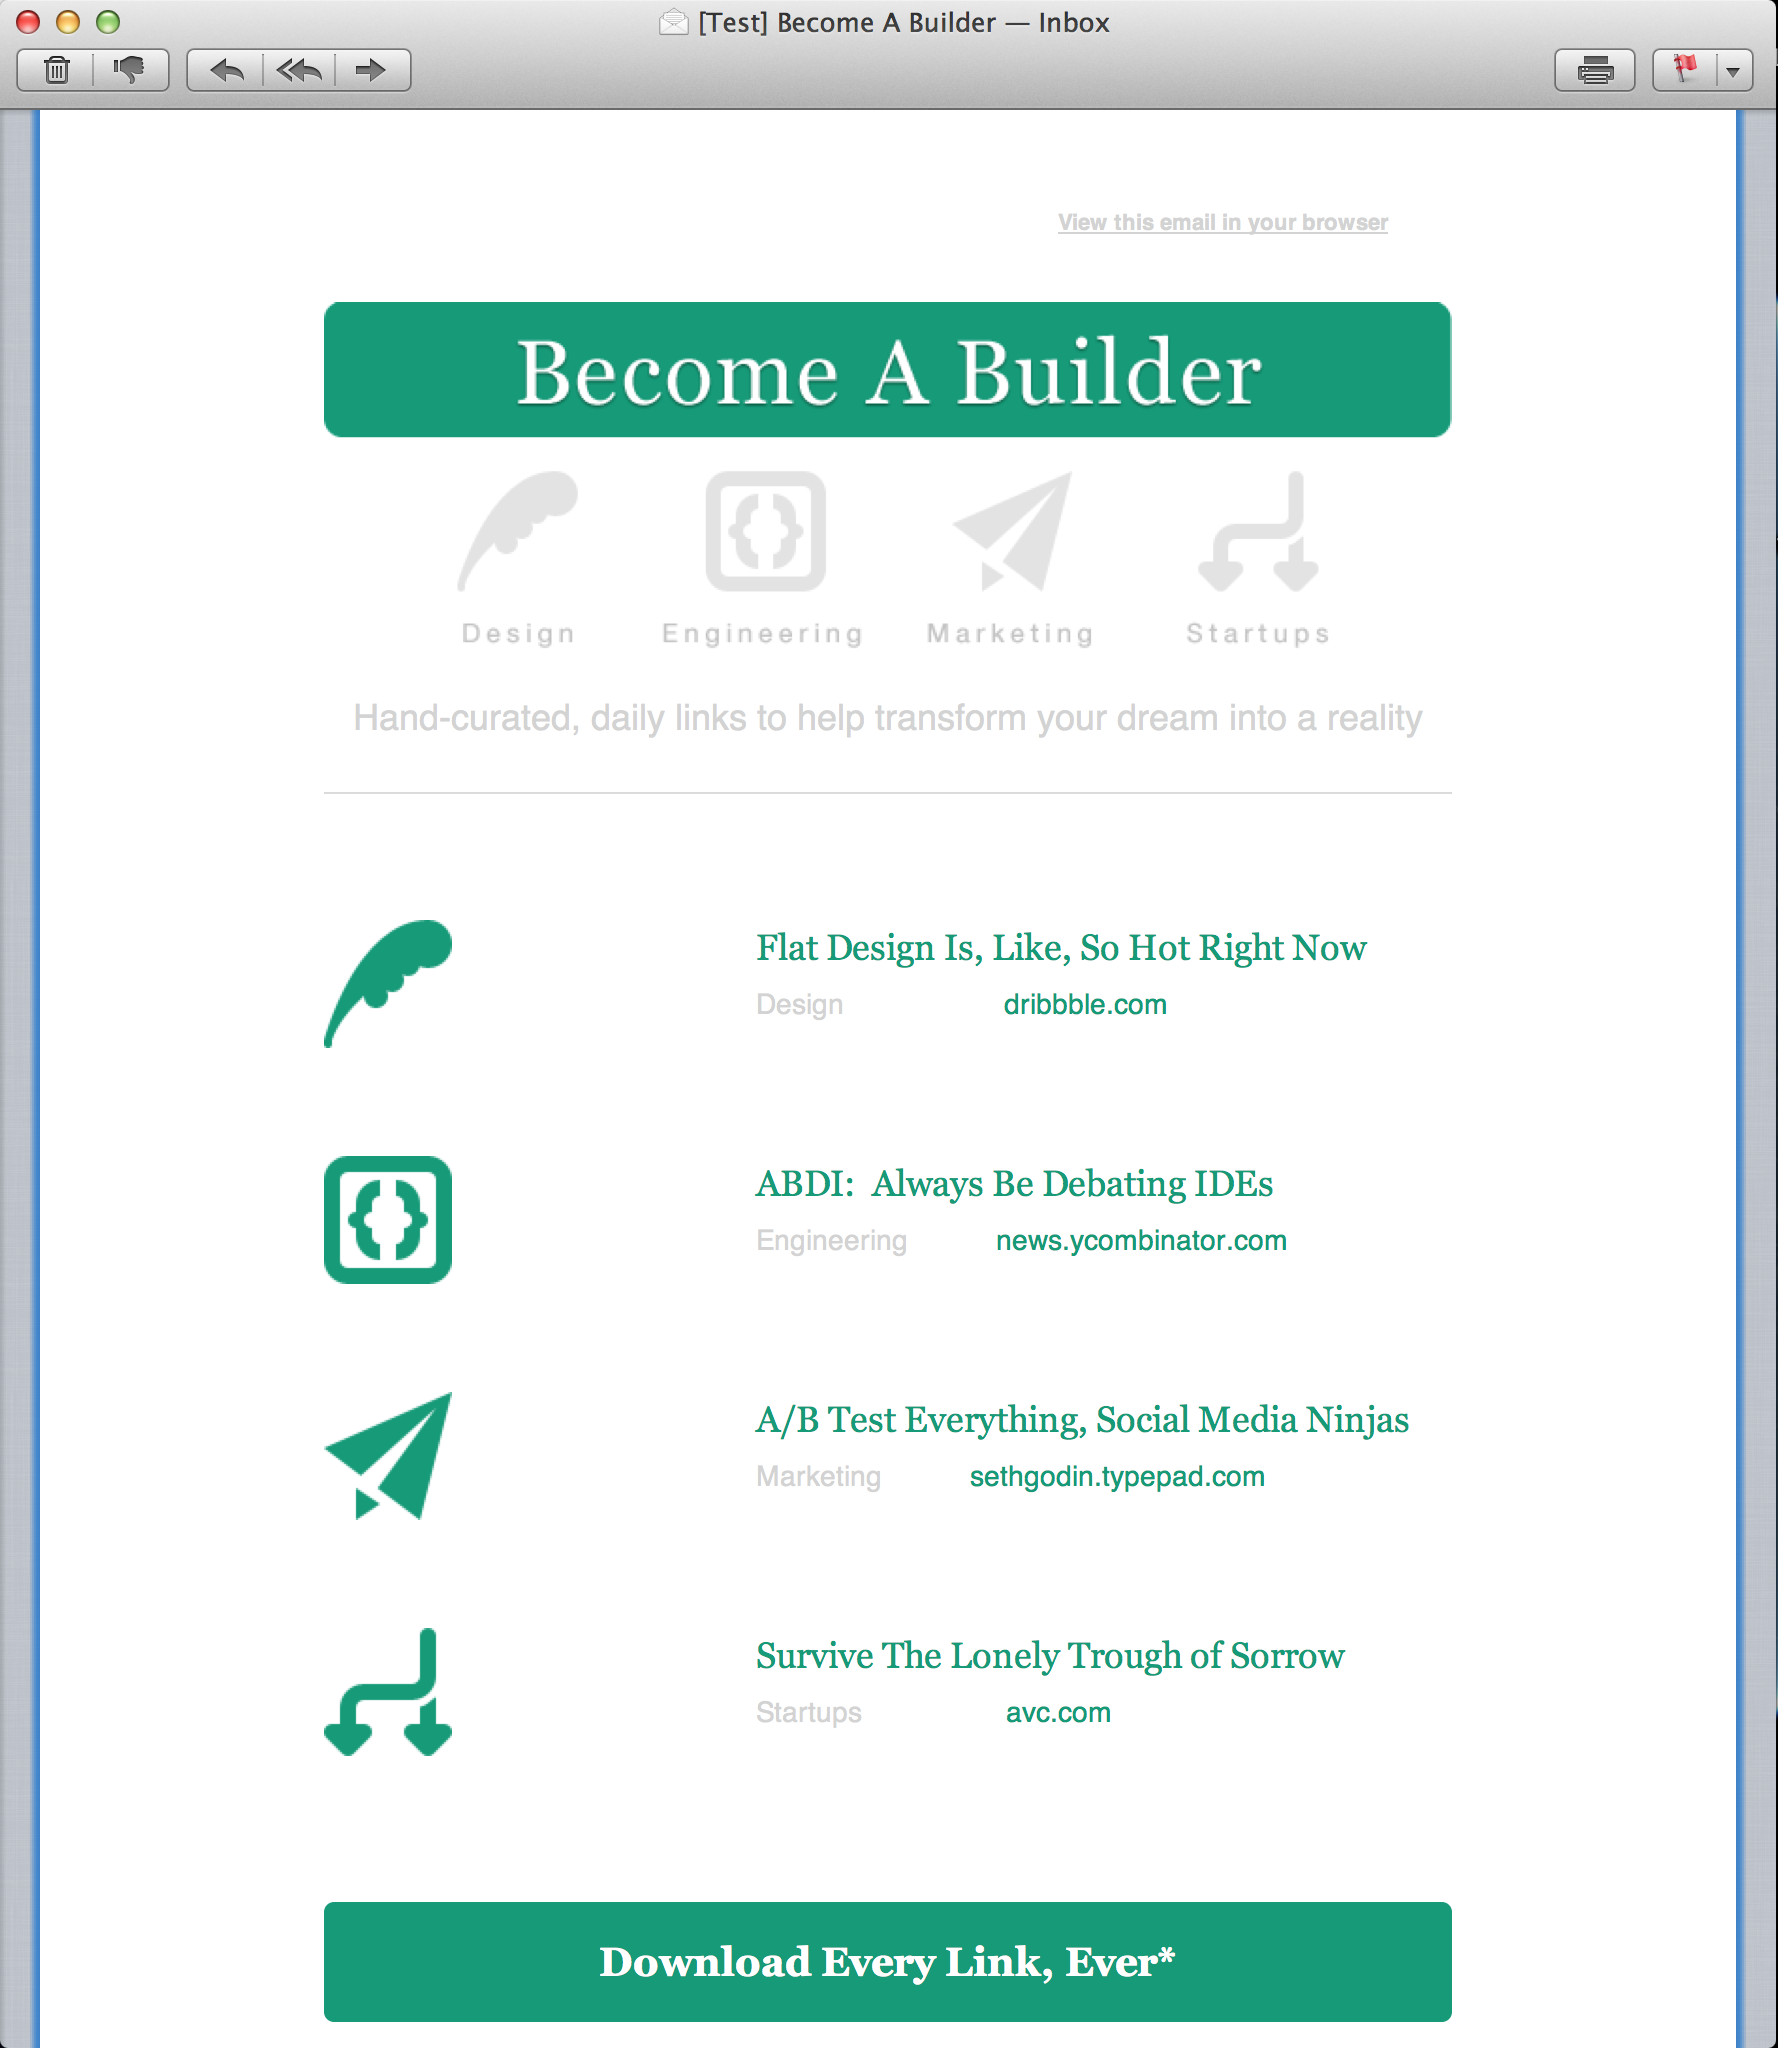 [Test] Become A Builder — Inbox
View this email in your browser
Become A Builder
Design Engineering Marketing Startups
Hand-curated, daily links to help transform your dream into a reality
Flat Design Is, Like, So Hot Right Now
Design dribbble.com
ABDI: Always Be Debating IDEs
Engineering news.ycombinator.com
A/B Test Everything, Social Media Ninjas
Marketing sethgodin.typepad.com
Survive The Lonely Trough of Sorrow
Startups avc.com
Download Every Link, Ever*